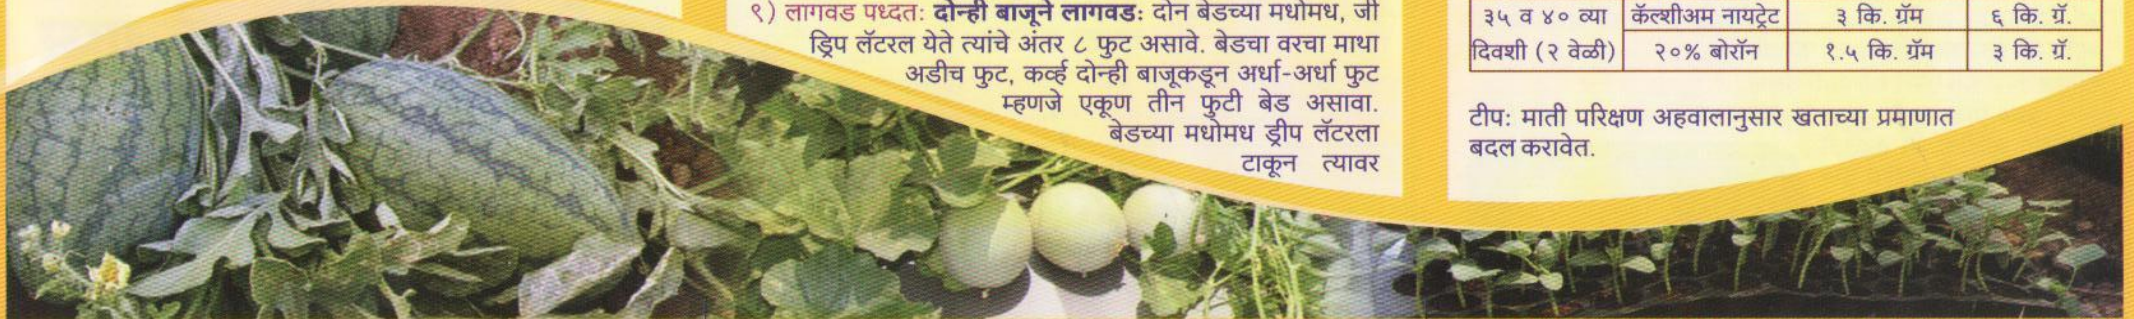 ९) लागवड पध्दत: दोन्ही बाजूने लागवड: दोन बेडच्या मधोमध, जी
ड्रिप लॅटरल येते त्यांचे अंतर ८ फुट असावे. बेडचा वरचा माथा
अडीच फुट, कर्व्ह दोन्ही बाजूकडून अर्धा-अर्धा फुट
म्हणजे एकूण तीन फुटी बेड असावा.
बेडच्या मधोमध ड्रीप लॅटरला
टाकून त्यावर
३५ व ४० व्या कॅल्शीअम नायट्रेट ३ कि. ग्रॅम ६ कि. ग्रॅ.
दिवशी (२ वेळी) २०% बोरॉन १.५ कि. ग्रॅम ३ कि. ग्रॅ.
टीप: माती परिक्षण अहवालानुसार खताच्या प्रमाणात
बदल करावेत.